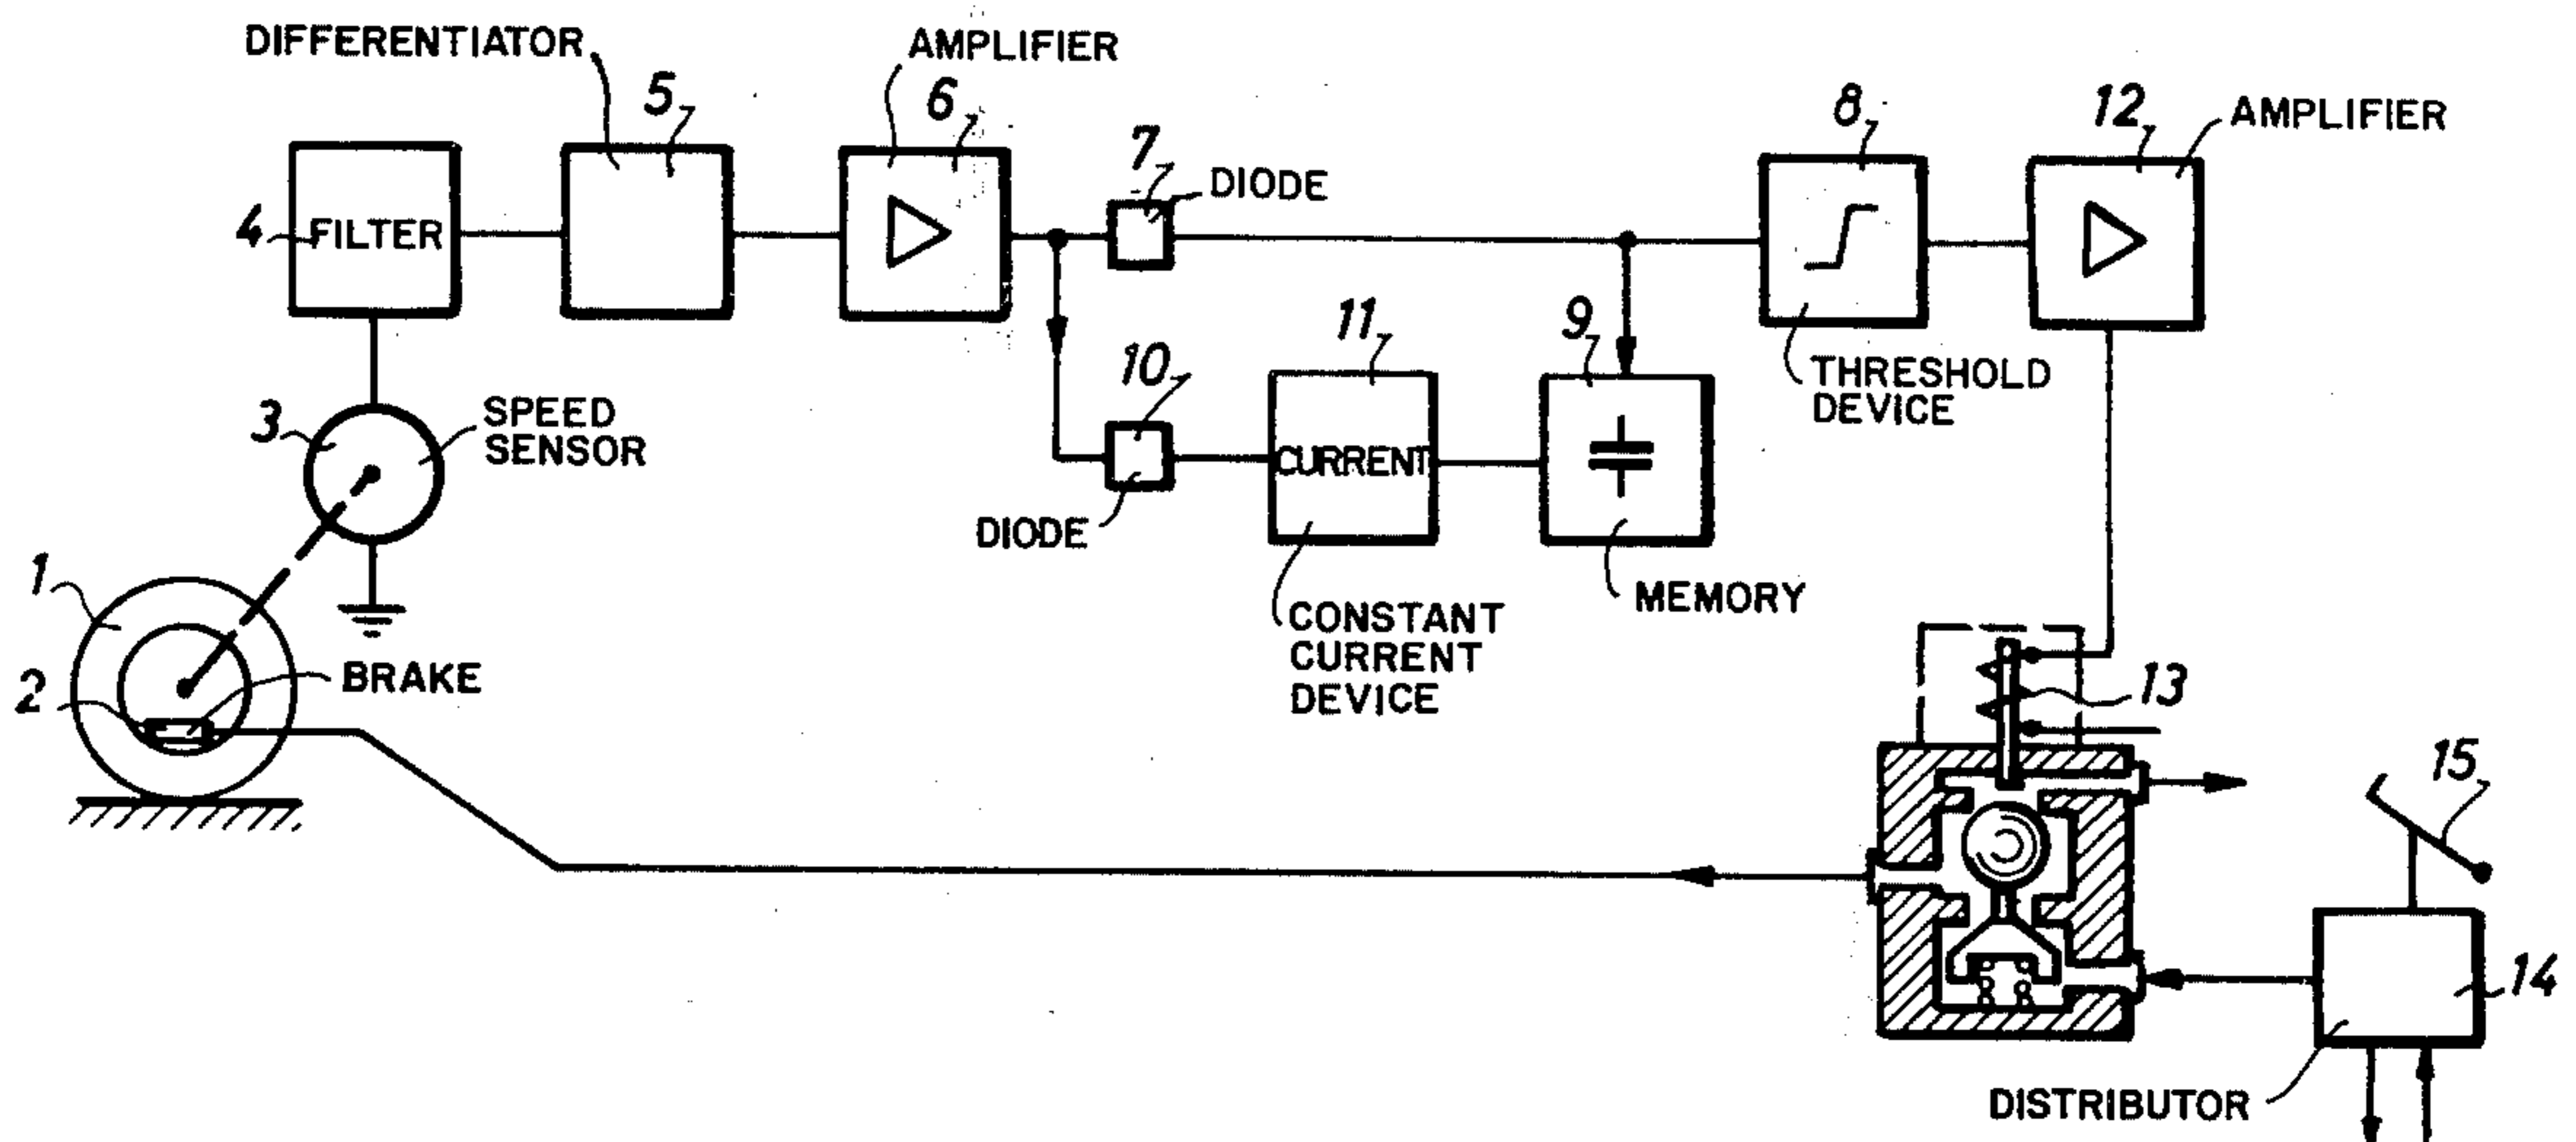 DIFFERENTIATOR
5
AMPLIFIER
6
7
DIODE
8
12
AMPLIFIER
4
FILTER
3
SPEED
SENSOR
10
DIODE
11
CURRENT
CONSTANT
CURRENT
DEVICE
9
MEMORY
THRESHOLD
DEVICE
1
2
BRAKE
13
15
14
DISTRIBUTOR